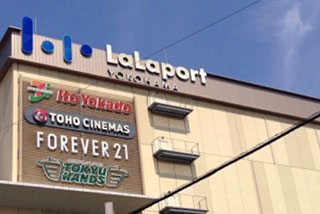 LaLaport
YOKOHAMA
Ito Yokado
TOHO CINEMAS
FOREVER 21
TOKYU
HANDS